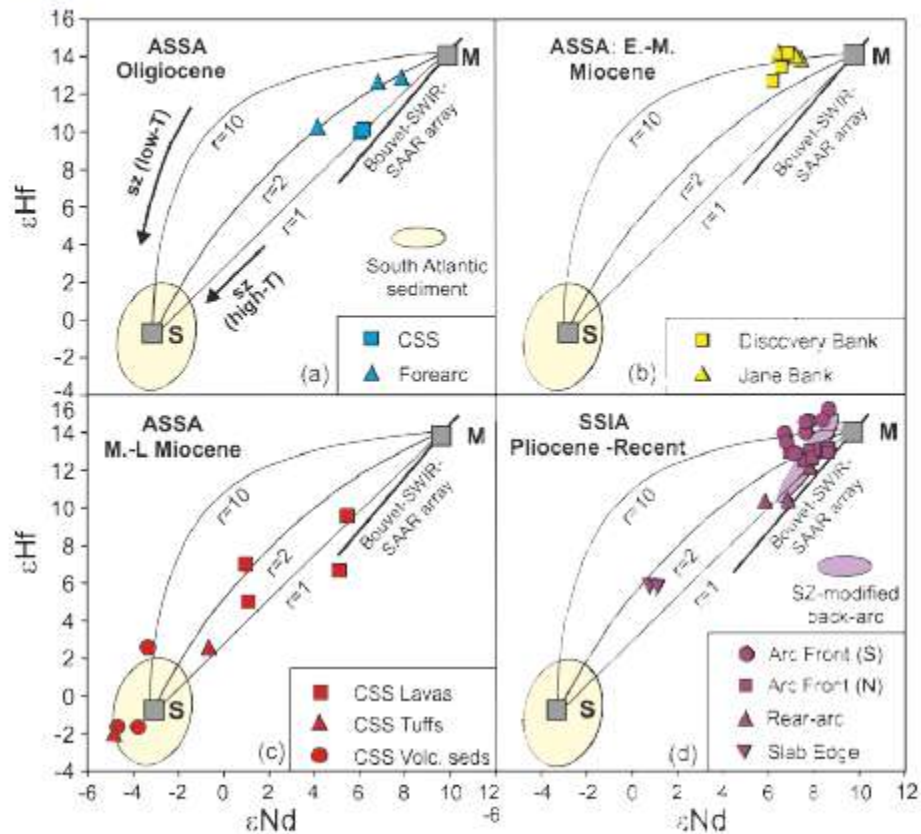 16
14
12
10
8
6
4
2
0
-2
-4
εHf
ASSA
Oligiocene
M
r=10
r=2
r=1
Bouvet-SWIR-
SAAR array
sz (low-T)
sz
(high-T)
South Atlantic
sediment
S
(a)
CSS
Forearc
ASSA: E.-M.
Miocene
M
r=10
r=2
r=1
Bouvet-SWIR-
SAAR array
S
(b)
Discovery Bank
Jane Bank
16
14
12
10
8
6
4
2
0
-2
-4
εHf
ASSA
M.-L Miocene
M
r=10
r=2
r=1
Bouvet-SWIR-
SAAR array
S
(c)
CSS Lavas
CSS Tuffs
CSS Volc. seds
-6 -4 -2 0 2 4 6 8 10
εNd
SSIA
Pliocene -Recent
M
r=10
r=2
r=1
Bouvet-SWIR-
SAAR array
SZ-modified
back-arc
S
(d)
Arc Front (S)
Arc Front (N)
Rear-arc
Slab Edge
-6 -4 -2 0 2 4 6 8 10
εNd